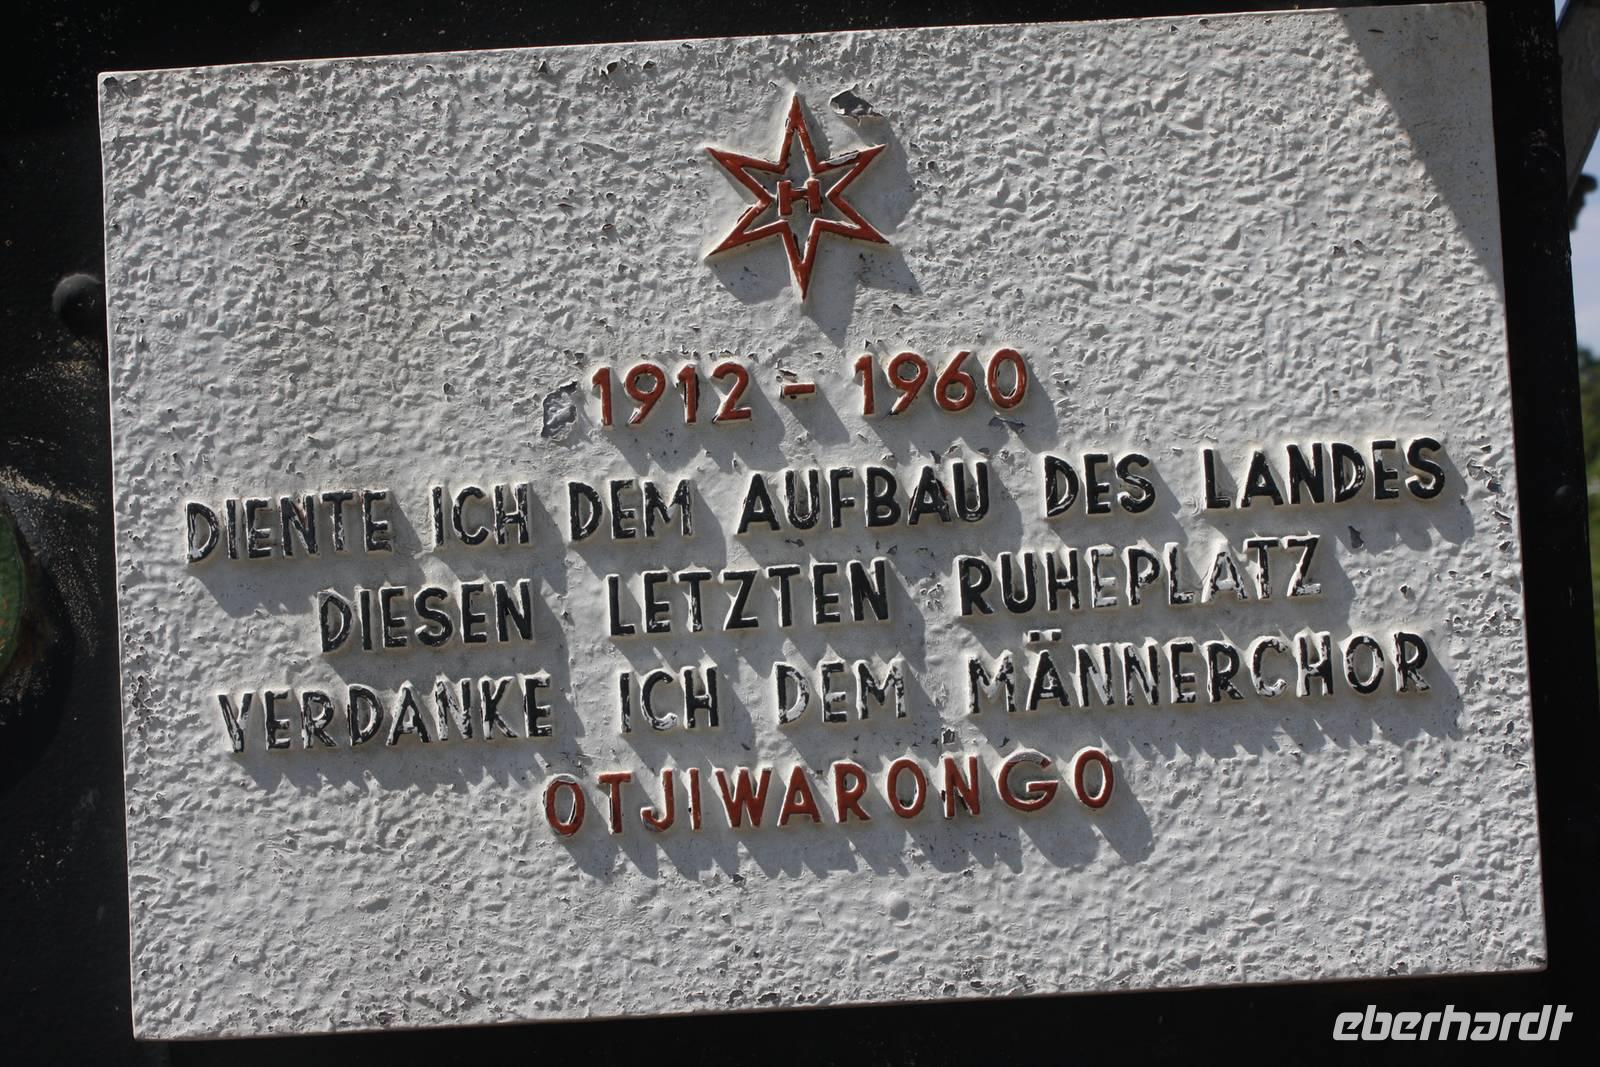 H
1912 - 1960
DIENTE ICH DEM AUFBAU DES LANDES
DIESEN LETZTEN RUHEPLATZ
VERDANKE ICH DEM MÄNNERCHOR
OTJIWARONGO
eberhardt